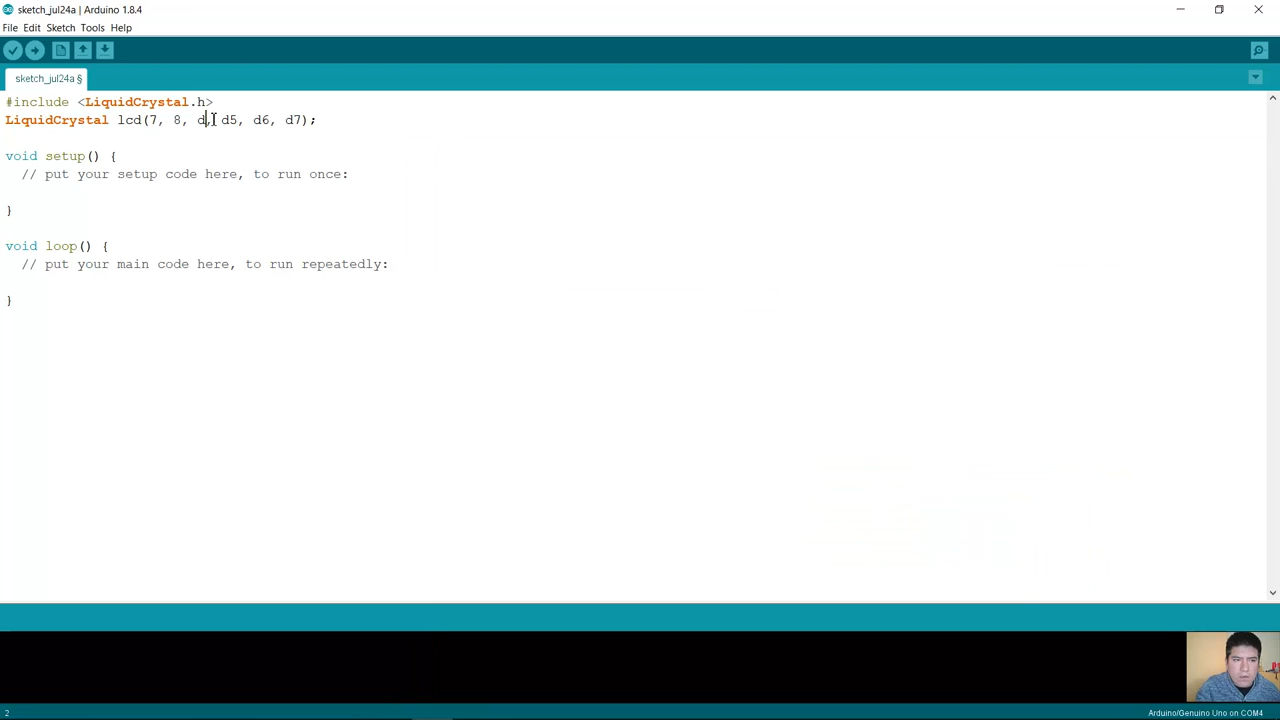 sketch_jul24a | Arduino 1.8.4
File Edit Sketch Tools Help
sketch_jul24a §
#include <LiquidCrystal.h>
LiquidCrystal lcd(7, 8, d, d5, d6, d7);
void setup() {
// put your setup code here, to run once:
}
void loop() {
// put your main code here, to run repeatedly:
}
2
Arduino/Genuino Uno on COM4